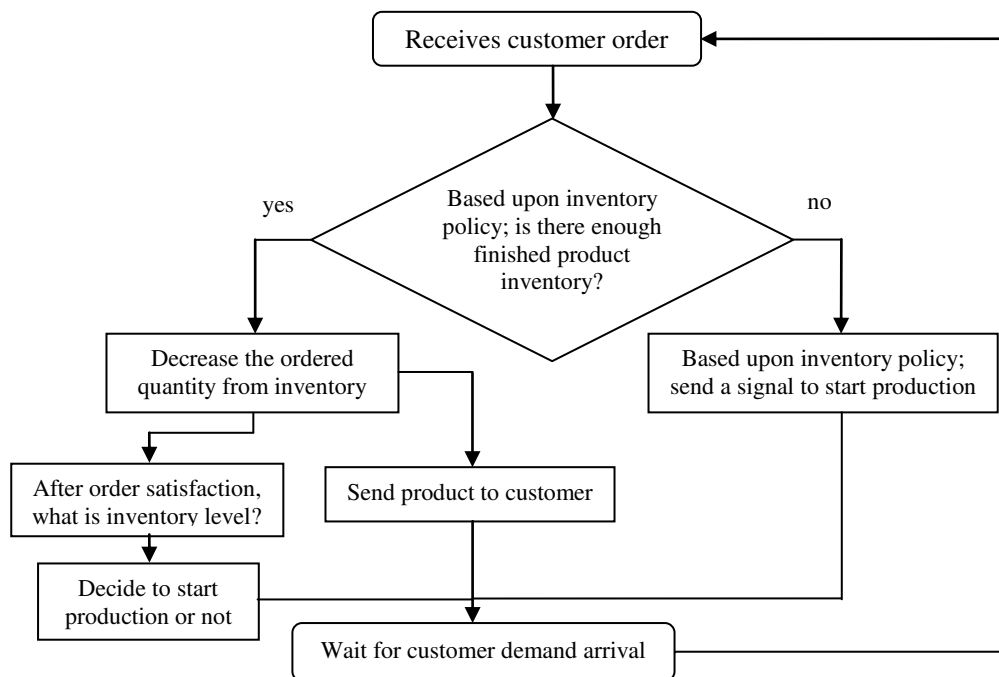 Receives customer order
Based upon inventory
policy; is there enough
finished product
inventory?
yes
no
Decrease the ordered
quantity from inventory
Based upon inventory policy;
send a signal to start production
After order satisfaction,
what is inventory level?
Send product to customer
Decide to start
production or not
Wait for customer demand arrival